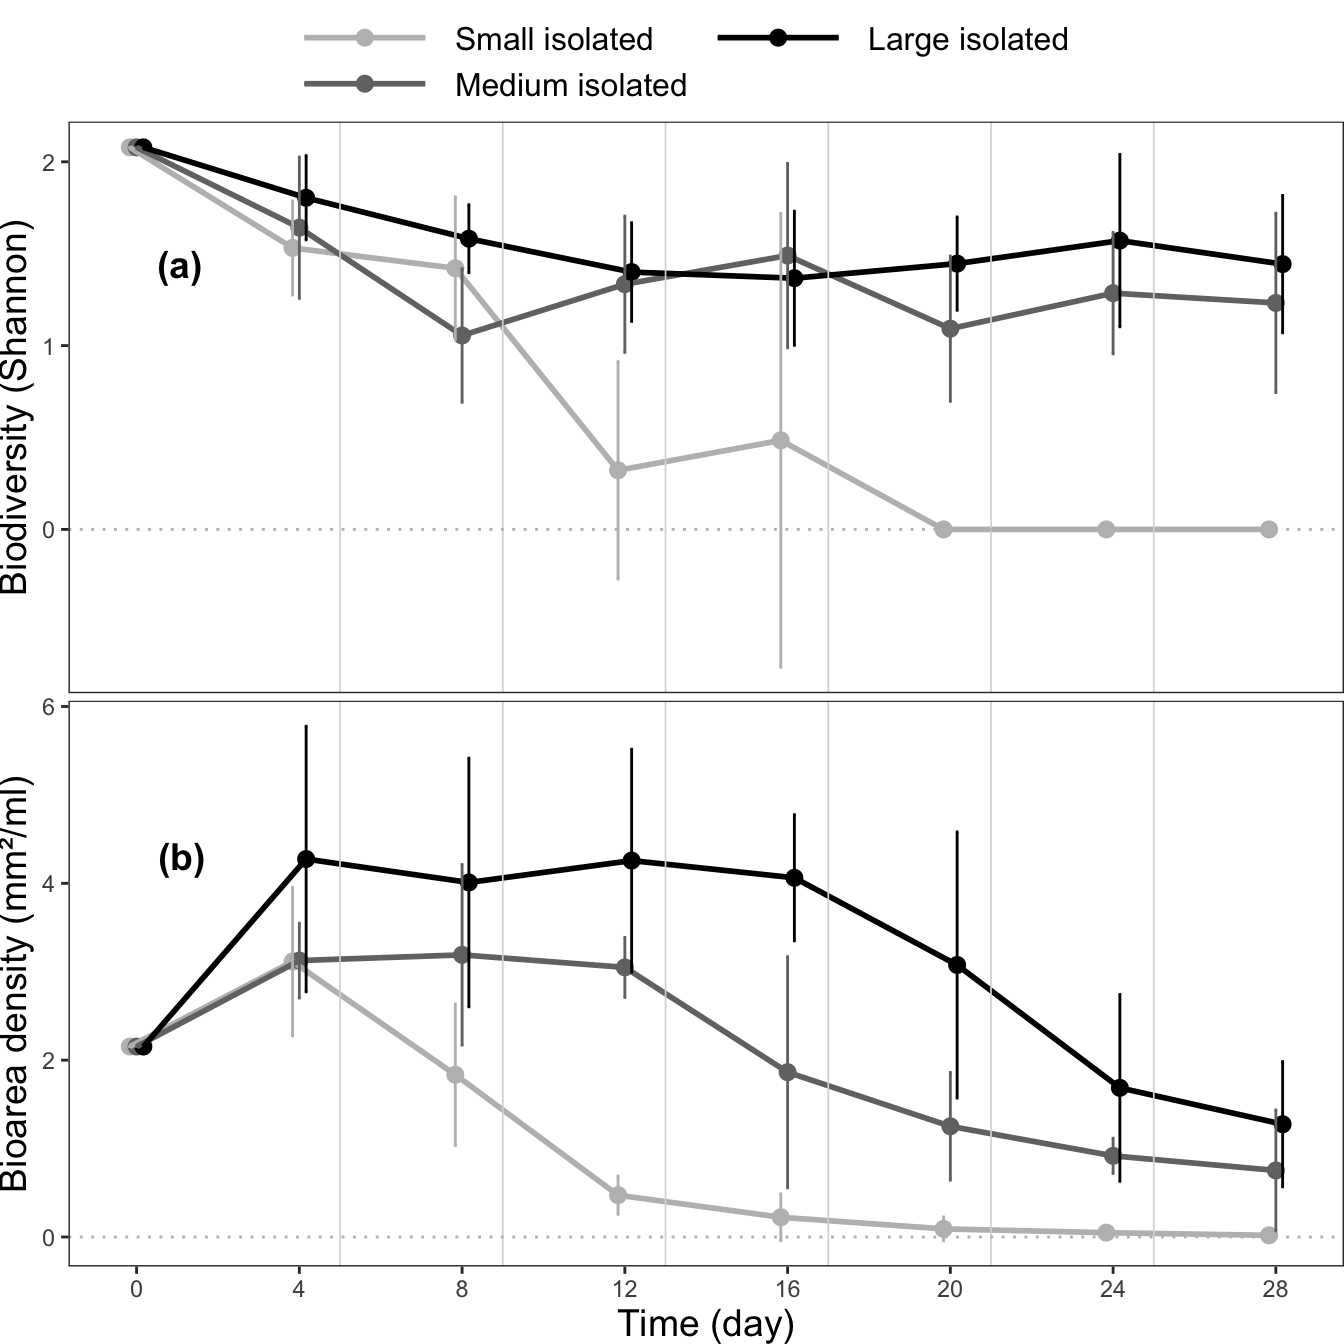 Small isolated
Large isolated
Medium isolated
Biodiversity (Shannon)
2
1
0
(a)
Bioarea density (mm²/ml)
6
4
2
0
(b)
0 4 8 12 16 20 24 28
Time (day)